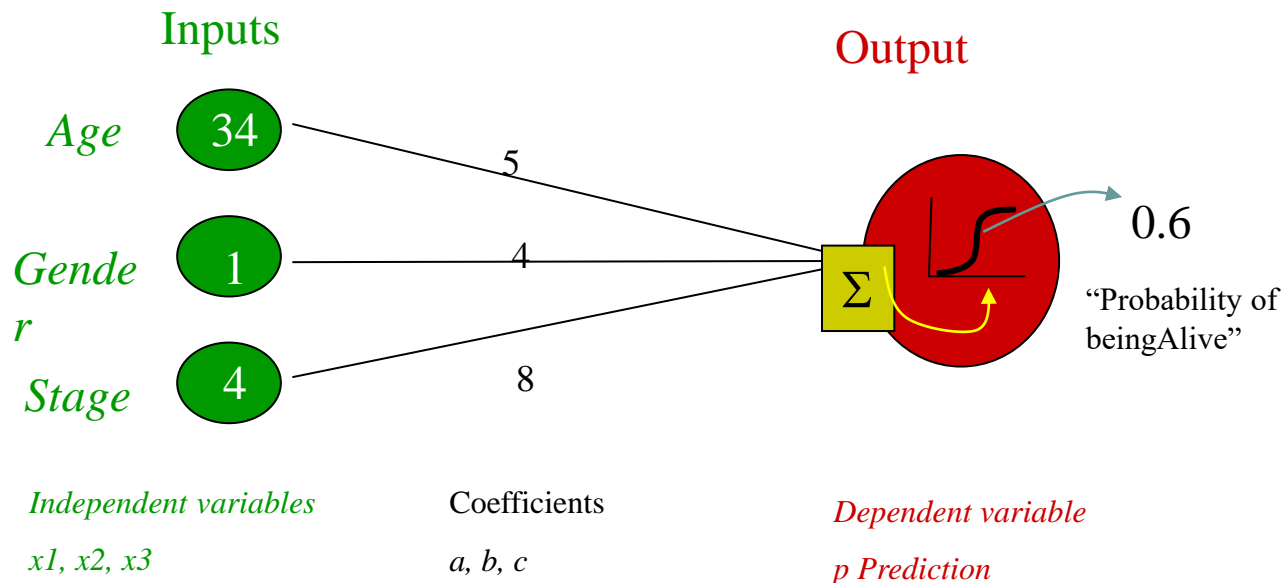 Inputs
Output
Age
34
5
Gende
r
1
4
Σ
0.6
“Probability of
beingAlive”
Stage
4
8
Independent variables
x1, x2, x3
Coefficients
a, b, c
Dependent variable
p Prediction